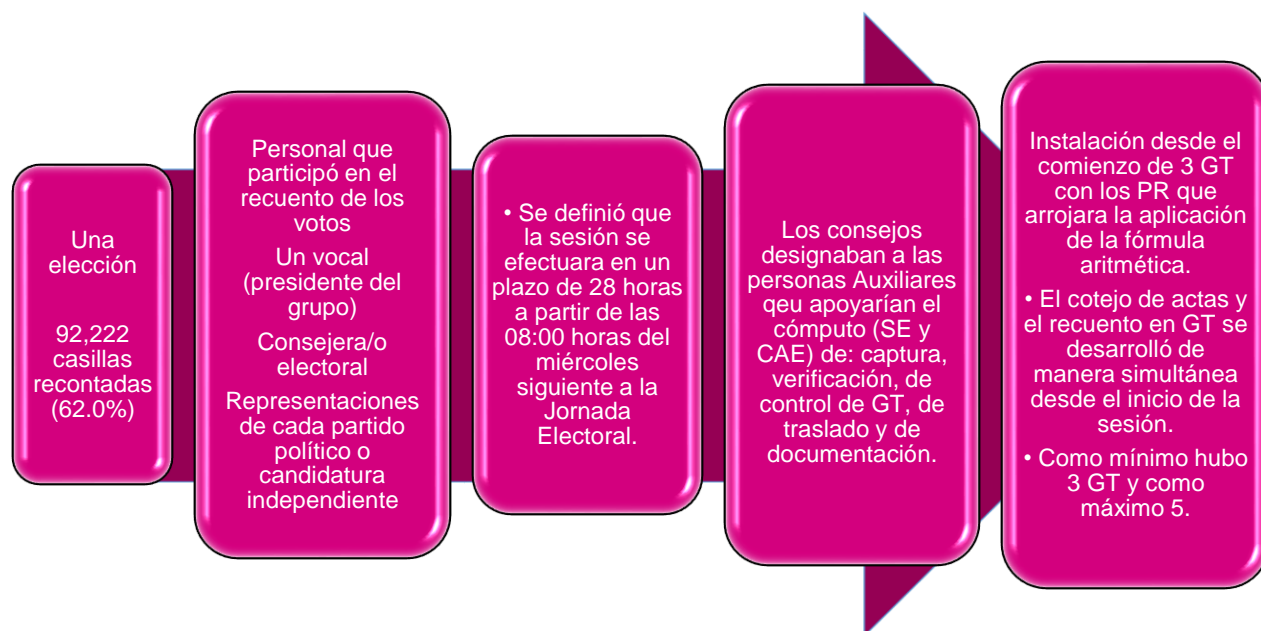 Una
elección
92,222
casillas
recontadas
(62.0%)
Personal que
participó en el
recuento de los
votos
Un vocal
(presidente del
grupo)
Consejera/o
electoral
Representaciones
de cada partido
político o
candidatura
independiente
• Se definió que
la sesión se
efectuara en un
plazo de 28 horas
a partir de las
08:00 horas del
miércoles
siguiente a la
Jornada
Electoral.
Los consejos
designaban a las
personas Auxiliares
qeu apoyarían el
cómputo (SE y
CAE) de: captura,
verificación, de
control de GT, de
traslado y de
documentación.
Instalación desde el
comienzo de 3 GT
con los PR que
arrojara la aplicación
de la fórmula
aritmética.
• El cotejo de actas y
el recuento en GT se
desarrolló de
manera simultánea
desde el inicio de la
sesión.
• Como mínimo hubo
3 GT y como
máximo 5.